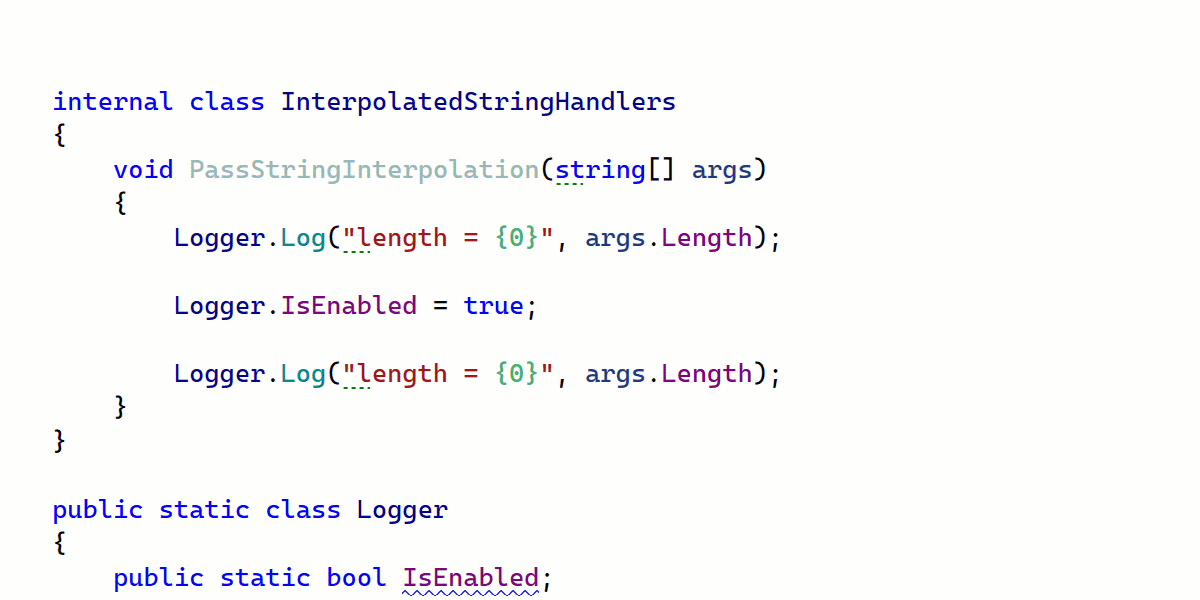 internal class InterpolatedStringHandlers
{
    void PassStringInterpolation(string[] args)
    {
        Logger.Log("length = {0}", args.Length);
        Logger.IsEnabled = true;
        Logger.Log("length = {0}", args.Length);
    }
}
public static class Logger
{
    public static bool IsEnabled;